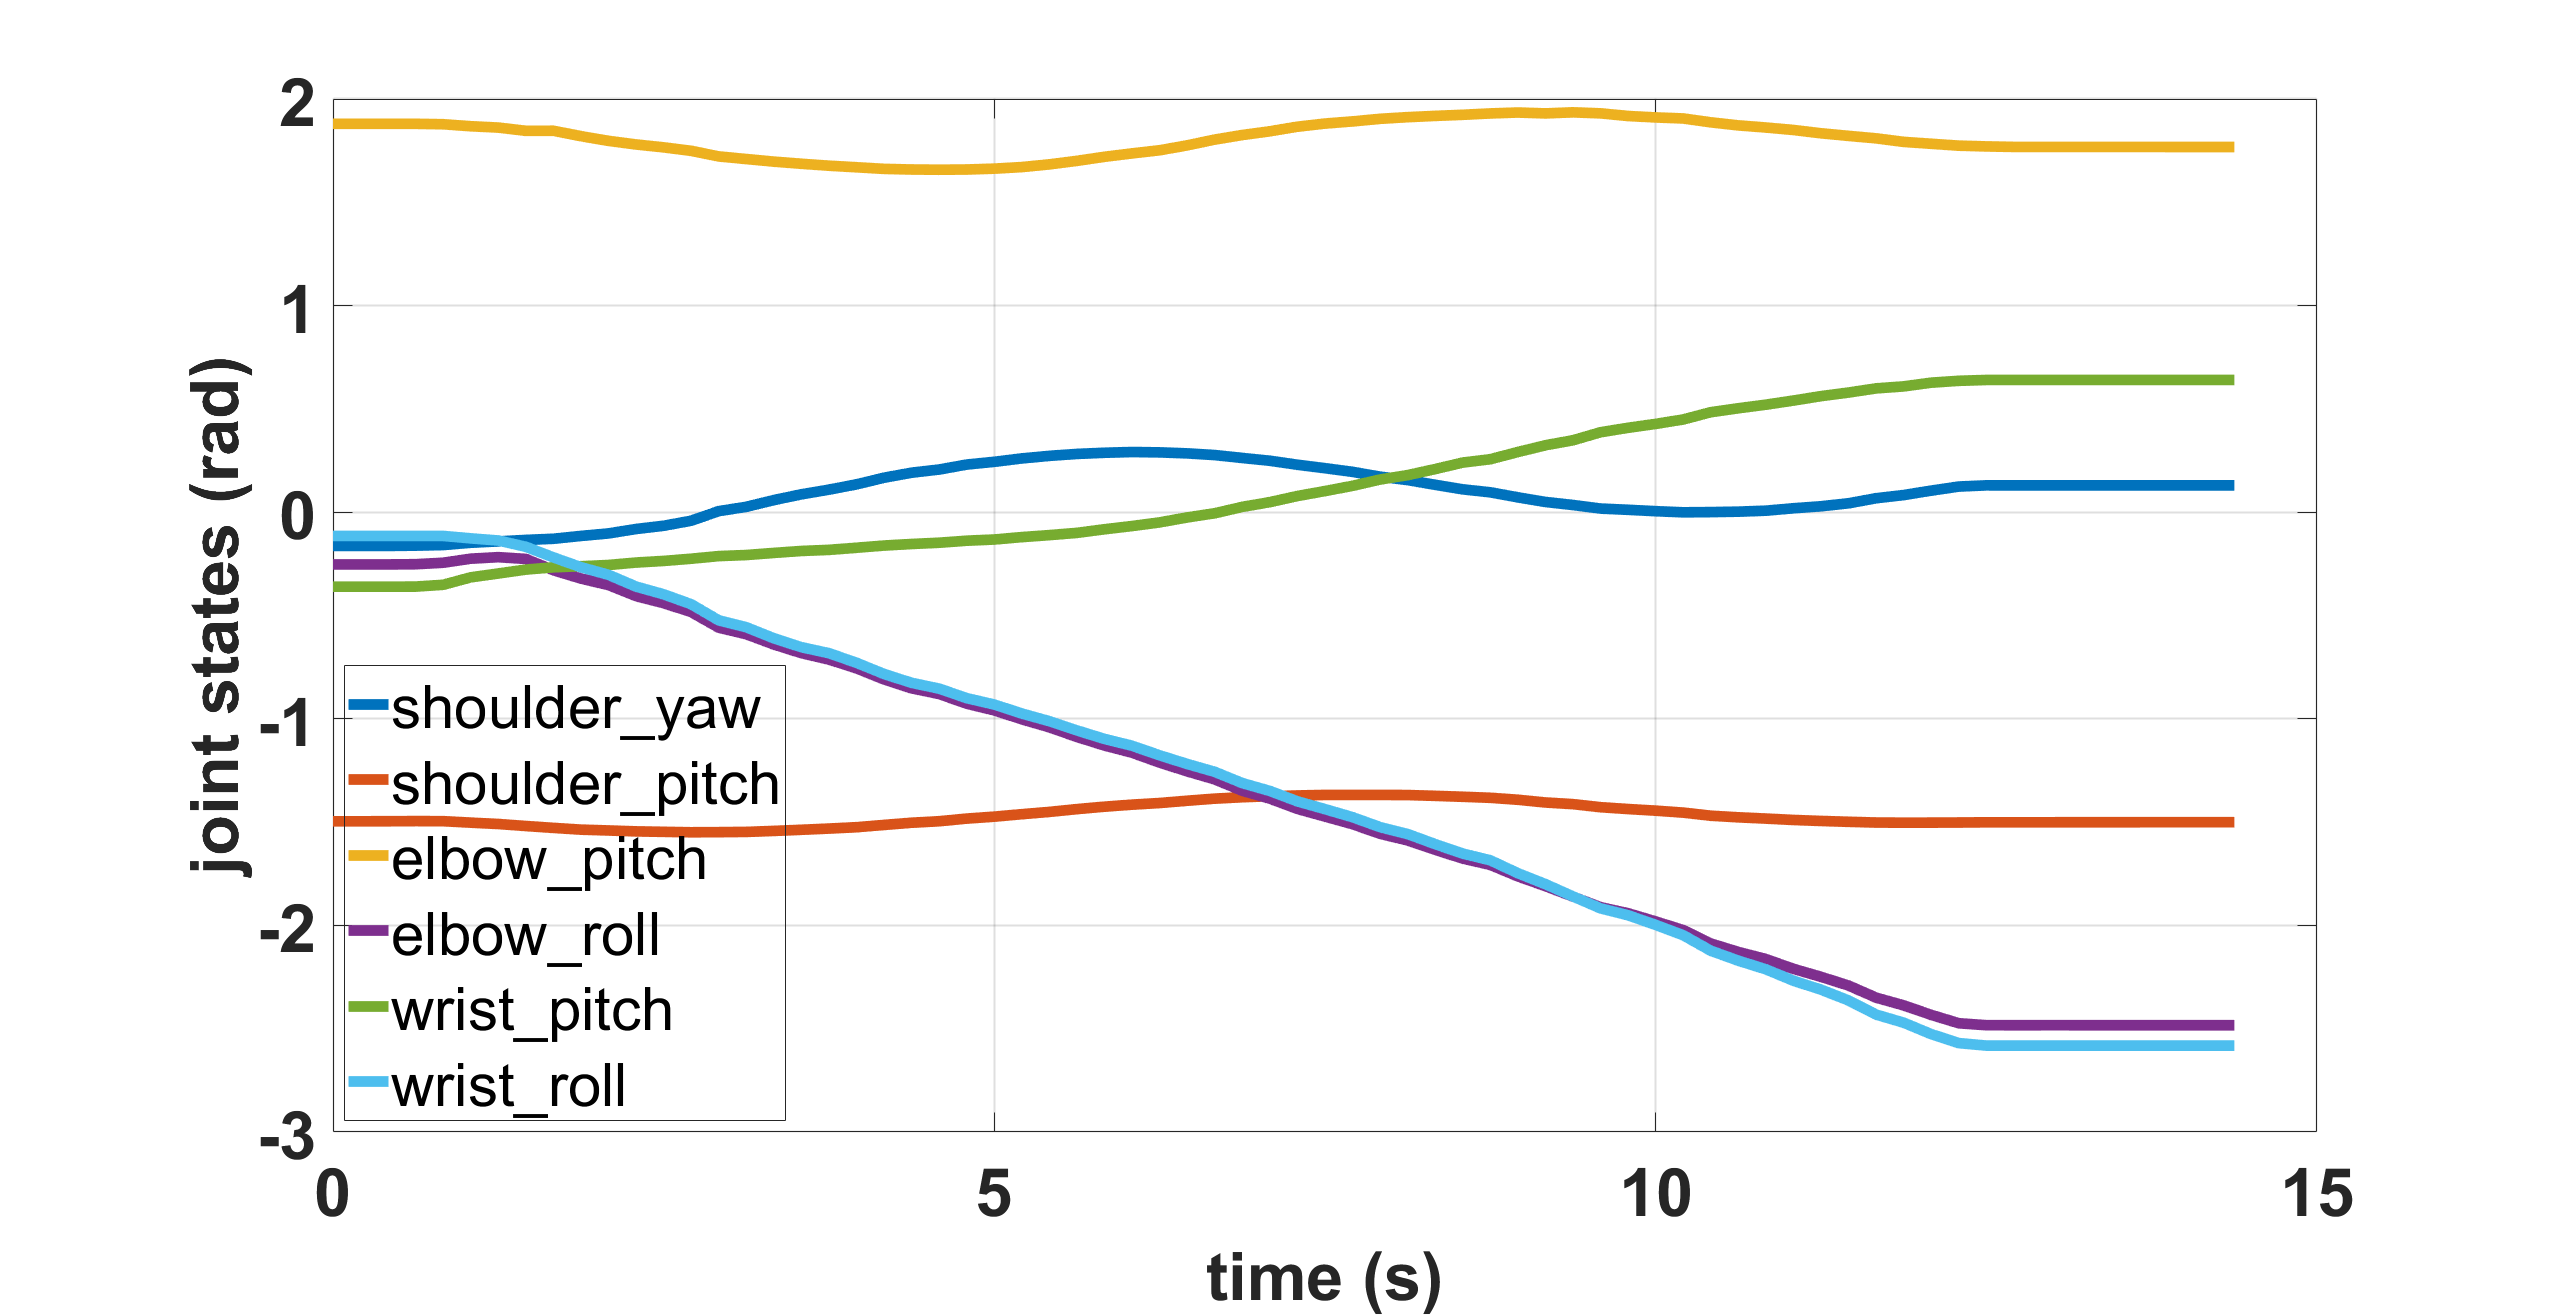 2
1
0
-1
-2
-3
joint states (rad)
shoulder_yaw
shoulder_pitch
elbow_pitch
elbow_roll
wrist_pitch
wrist_roll
0 5 10 15
time (s)